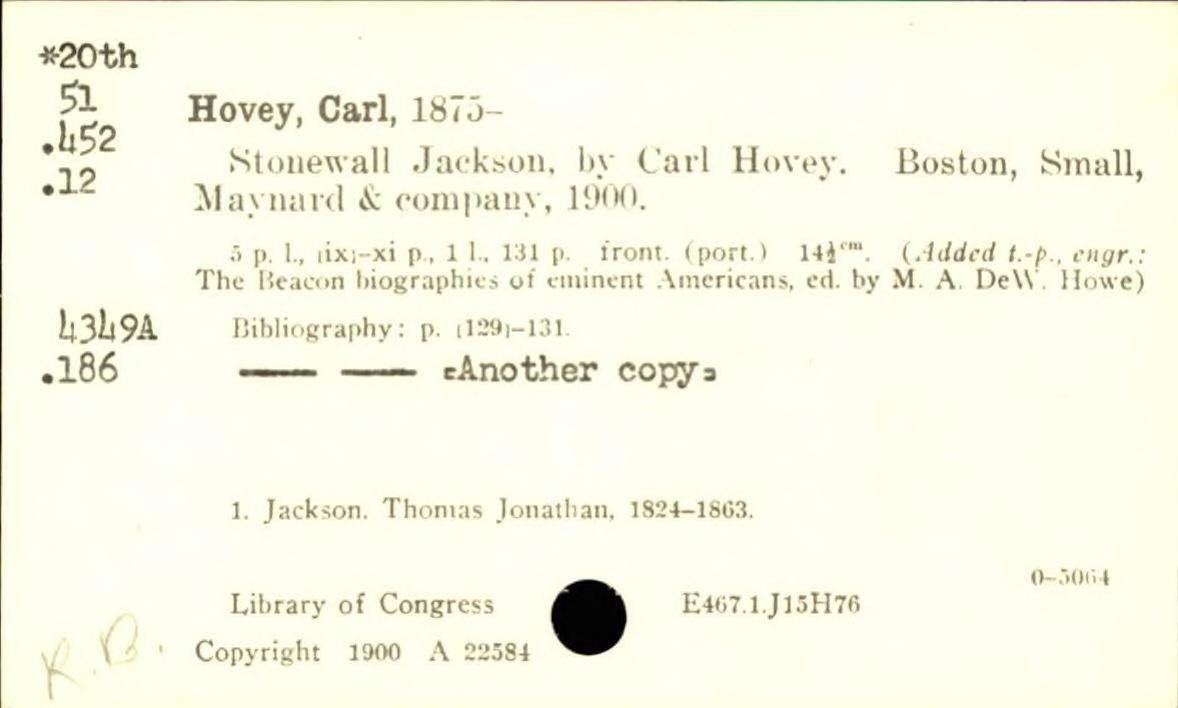 *20th
51
.452
.12
Hovey, Carl, 1875–
Stonewall Jackson, by Carl Hovey. Boston, Small,
Maynard & company, 1900.
5 p. l., [ix]–xi p., 1 l., 131 p. front. (port.) 14½ᶜᵐ. (Added t.-p., engr.:
The Beacon biographies of eminent Americans, ed. by M. A. DeW. Howe)
4349A
.186
Bibliography: p. [129]–131.
—— —— [Another copy]
1. Jackson, Thomas Jonathan, 1824–1863.
0–5064
Library of Congress E467.1.J15H76
Copyright 1900 A 22584
R.B.